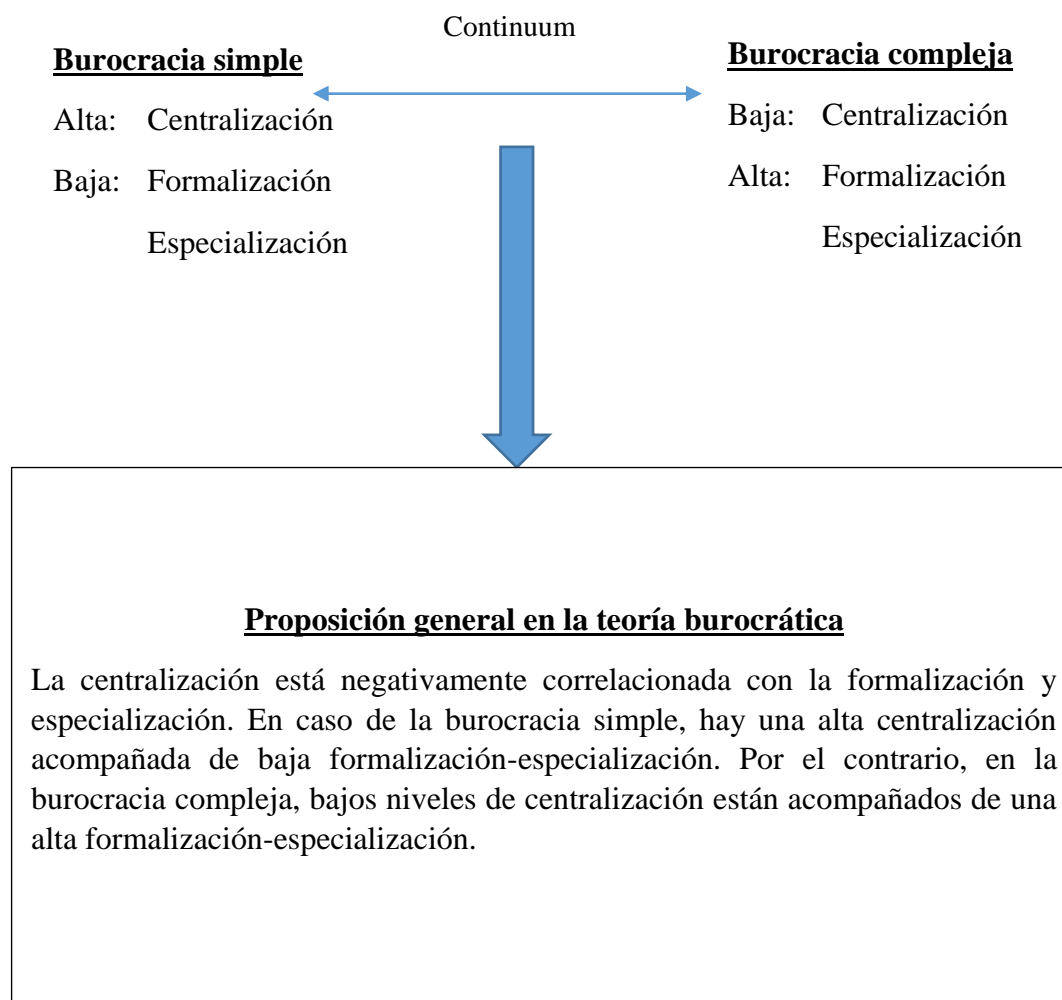 Continuum
Burocracia simple
Alta: Centralización
Baja: Formalización
Especialización
Burocracia compleja
Baja: Centralización
Alta: Formalización
Especialización
Proposición general en la teoría burocrática
La centralización está negativamente correlacionada con la formalización y
especialización. En caso de la burocracia simple, hay una alta centralización
acompañada de baja formalización-especialización. Por el contrario, en la
burocracia compleja, bajos niveles de centralización están acompañados de una
alta formalización-especialización.